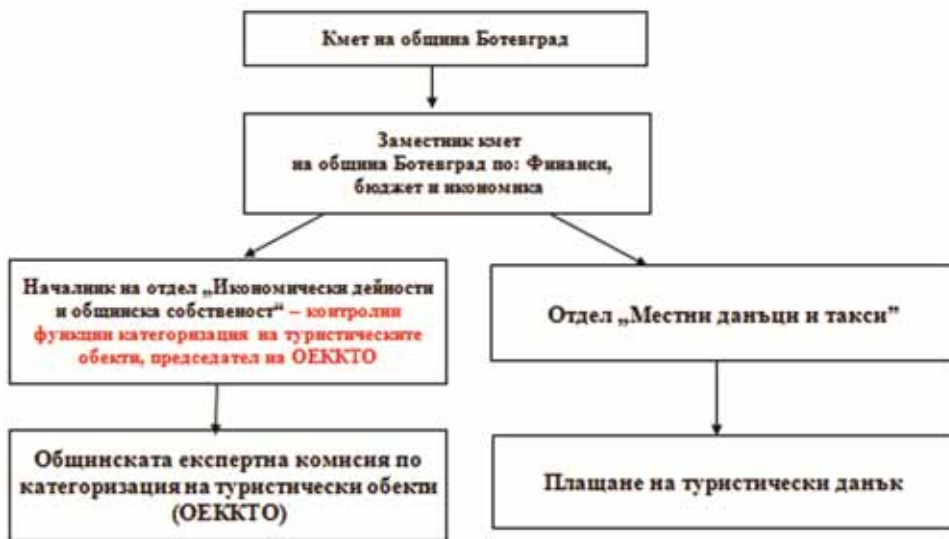 Кмет на община Ботевград
Заместник кмет
на община Ботевград по: Финанси,
бюджет и икономика
Началник на отдел „Икономически дейности
и общинска собственост“ – контролни
функции категоризация на туристическите
обекти, председател на ОЕККТО
Отдел „Местни данъци и такси”
Общинската експертна комисия по
категоризация на туристически обекти
(ОЕККТО)
Плащане на туристически данък